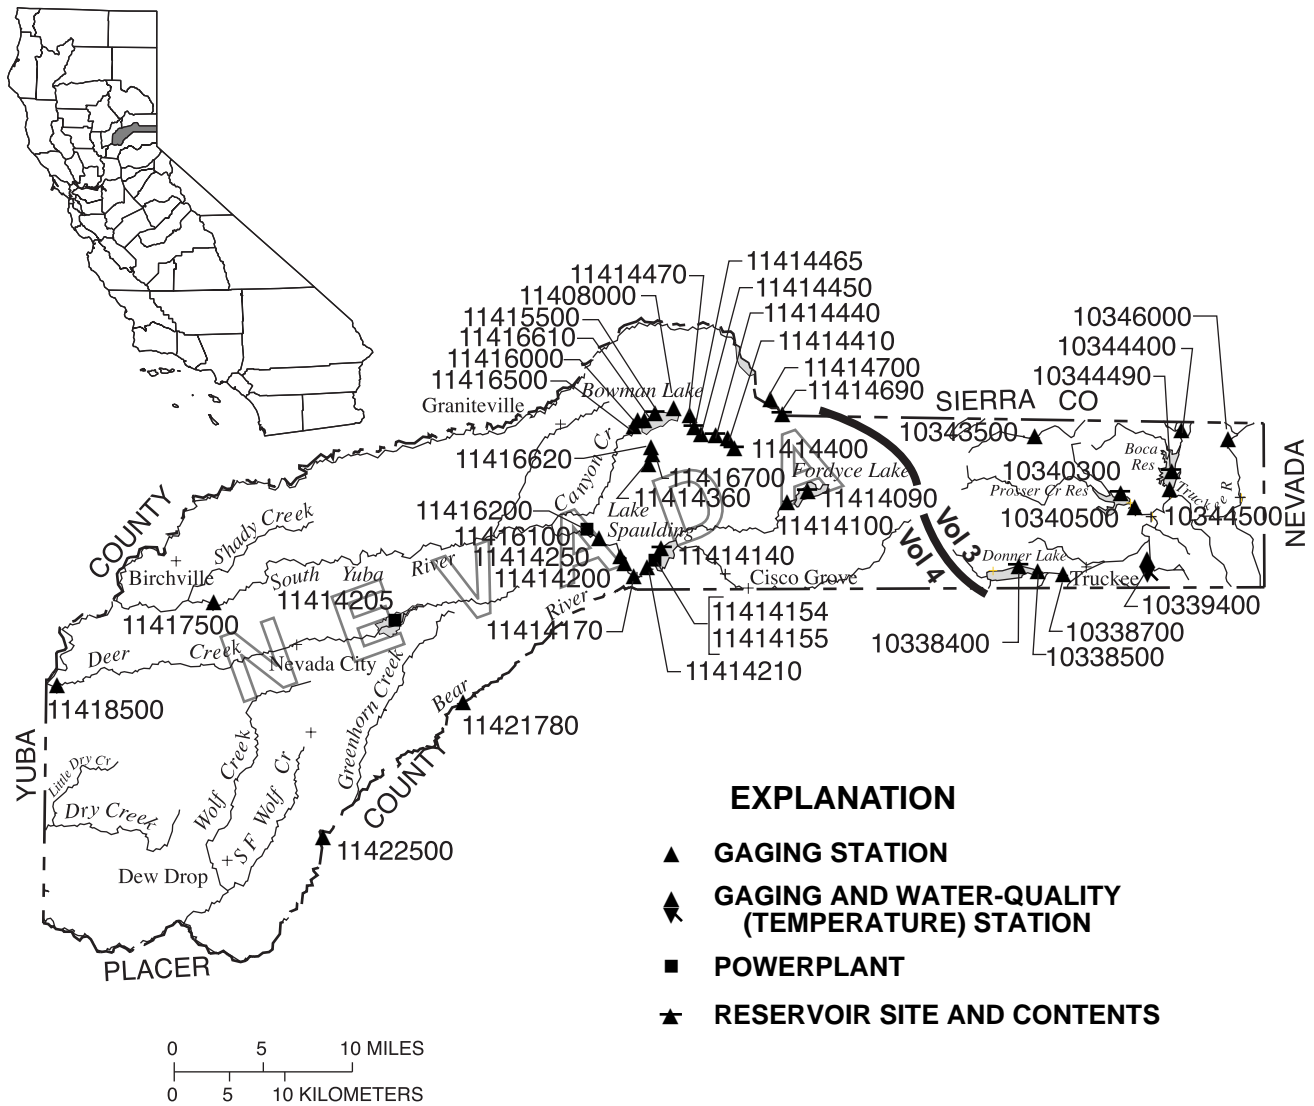 11414465
11414470
11414450
11408000
11414440
11415500
11414410
11416610
11416000
11414700
11416500
11414690
Graniteville
Bowman Lake
10346000
10344400
10344490
SIERRA CO
10343500
Boca
Res
Truckee R
10340300
Prosser Cr Res
10340500
10344500
NEVADA
11416620
11414400
11416700
Fordyce Lake
11414360
11414090
11414100
Canyon Cr
Lake
Spaulding
11416200
11416100
11414250
11414200
11414140
Cisco Grove
Vol 3
Vol 4
Donner Lake
Truckee
10339400
10338700
10338400
10338500
COUNTY
Shady Creek
Birchville
South Yuba River
11414205
11417500
NEVADA
River
11414170
11414154
11414155
11414210
Deer Creek
Nevada City
Greenhorn Creek
Bear
11421780
11418500
YUBA
Little Dry Cr
Dry Creek
Wolf Creek
S F Wolf Cr
COUNTY
11422500
Dew Drop
PLACER
EXPLANATION
GAGING STATION
GAGING AND WATER-QUALITY
(TEMPERATURE) STATION
POWERPLANT
RESERVOIR SITE AND CONTENTS
0 5 10 MILES
0 5 10 KILOMETERS